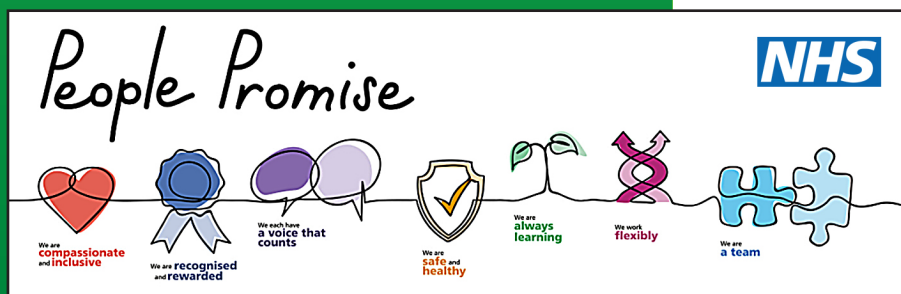 People Promise
NHS
We are
compassionate
and inclusive
We are recognised
and rewarded
We each have
a voice that
counts
We are
safe and
healthy
We are
always
learning
We work
flexibly
We are
a team